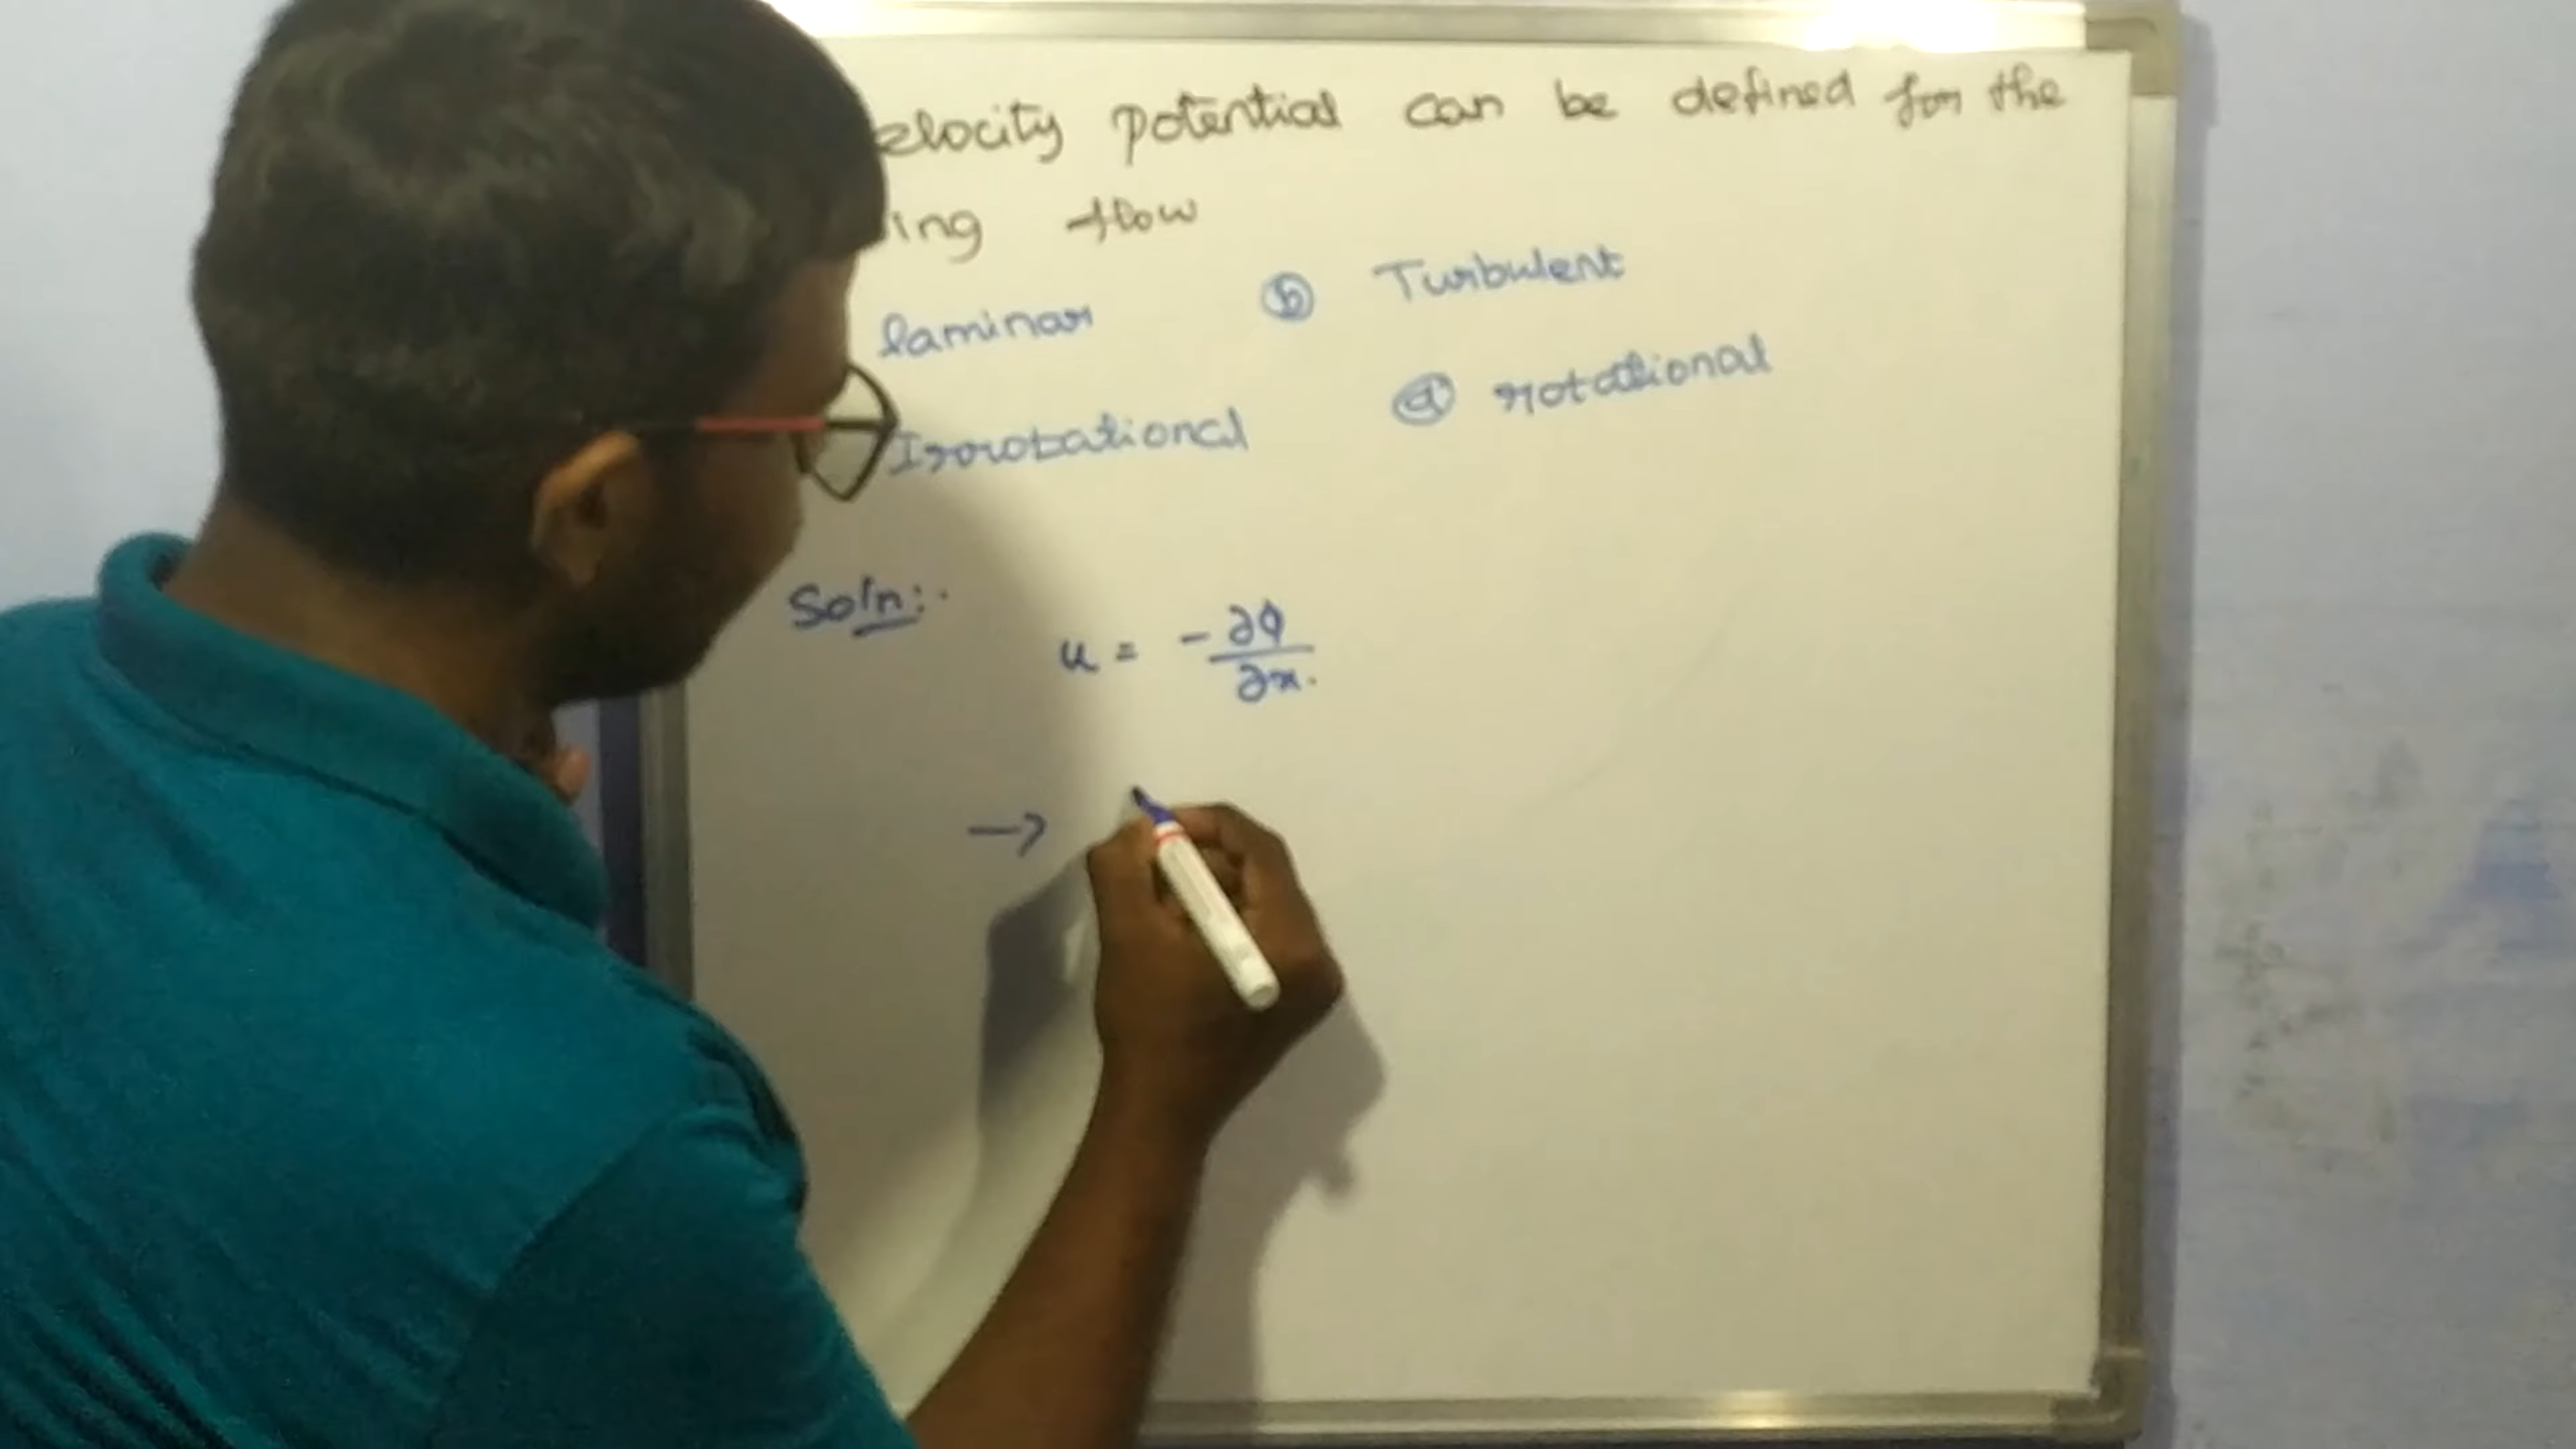 elocity potential can be defined for the
ing flow
laminar ⓑ Turbulent
Irrotational ⓓ rotational
Soln:.
u = - ∂φ/∂x.
→